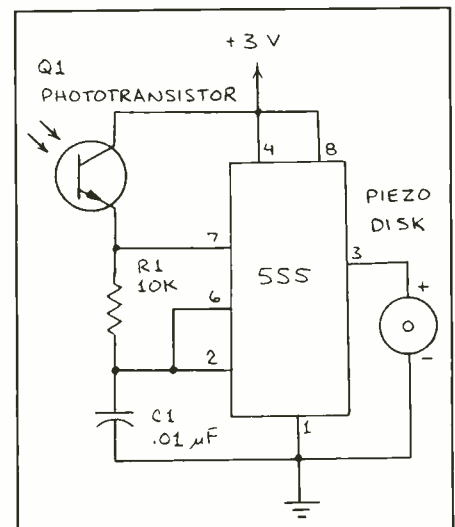 +3 V
Q1
PHOTOTRANSISTOR
4
8
PIEZO
DISK
7
3
R1
10K
555
+
6
2
-
C1
.01 µF
1